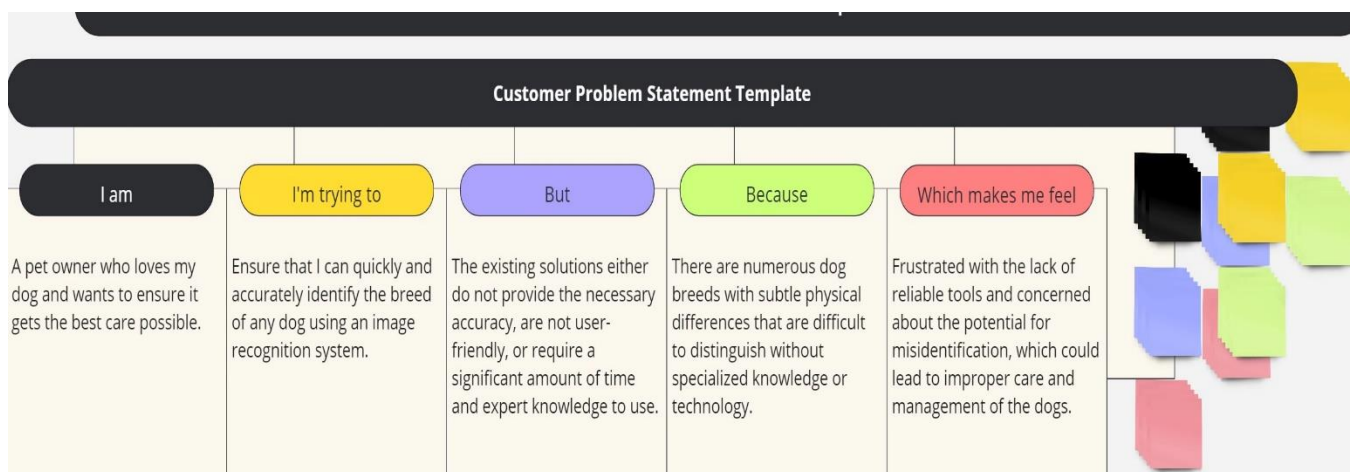 Customer Problem Statement Template
I am
I'm trying to
But
Because
Which makes me feel
A pet owner who loves my
dog and wants to ensure it
gets the best care possible.
Ensure that I can quickly and
accurately identify the breed
of any dog using an image
recognition system.
The existing solutions either
do not provide the necessary
accuracy, are not user-
friendly, or require a
significant amount of time
and expert knowledge to use.
There are numerous dog
breeds with subtle physical
differences that are difficult
to distinguish without
specialized knowledge or
technology.
Frustrated with the lack of
reliable tools and concerned
about the potential for
misidentification, which could
lead to improper care and
management of the dogs.